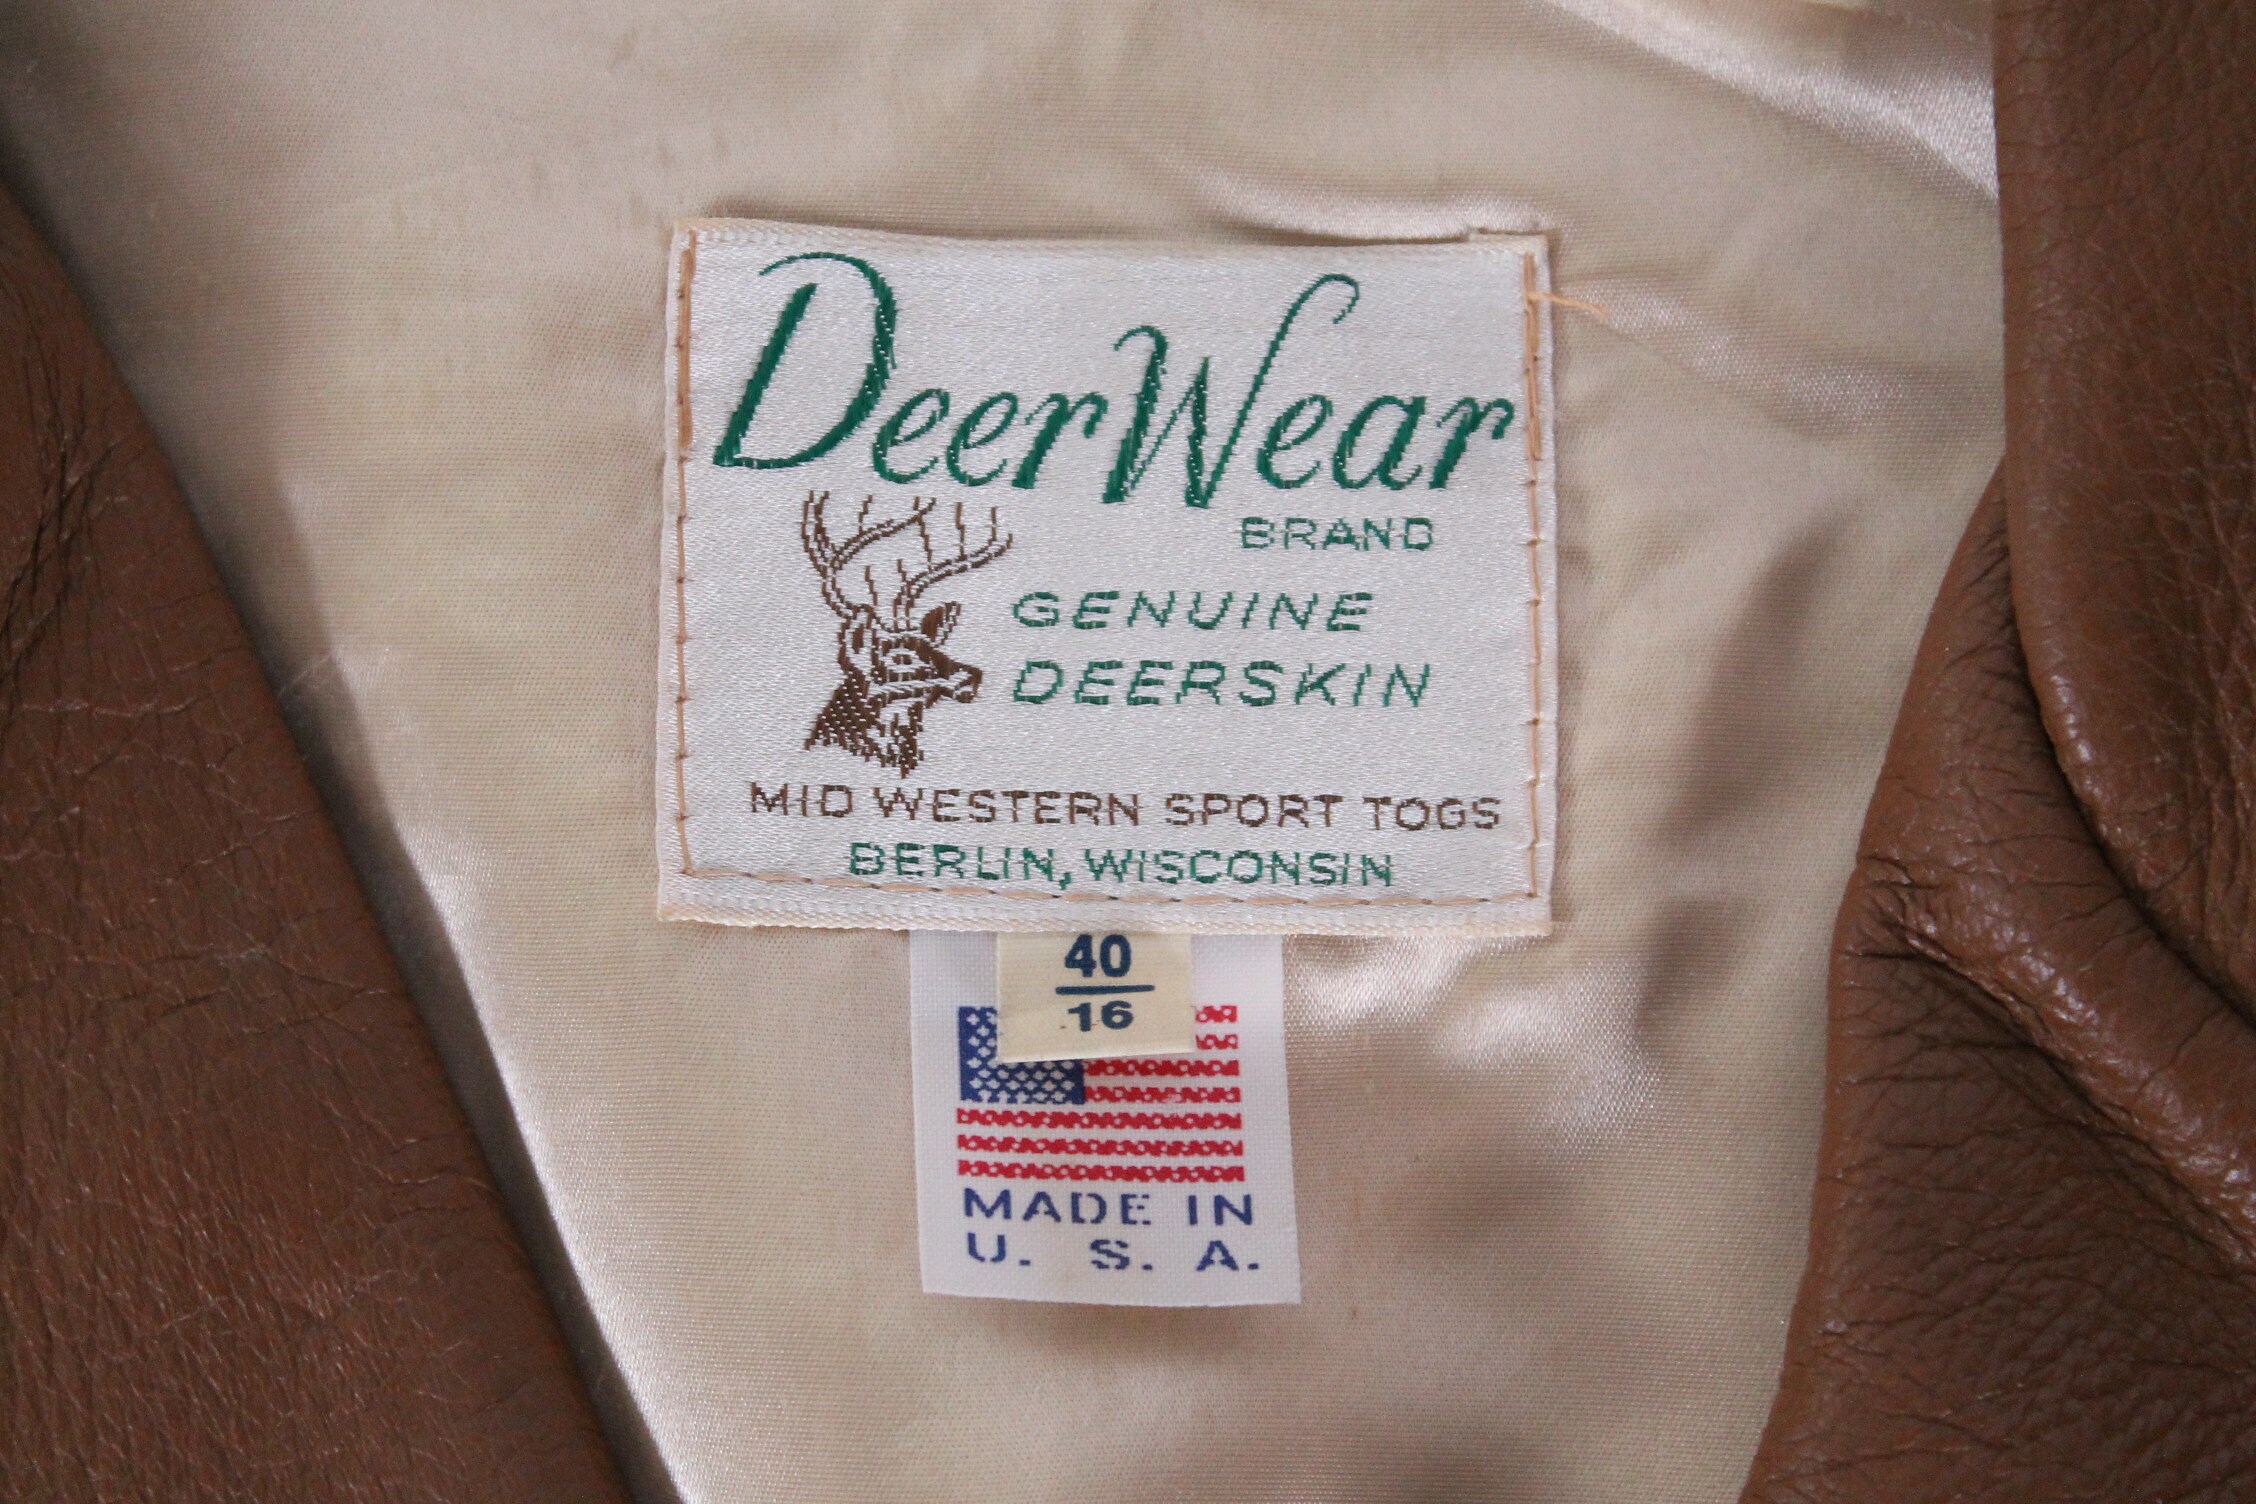 DeerWear
BRAND
GENUINE
DEERSKIN
MID WESTERN SPORT TOGS
BERLIN, WISCONSIN
40
16
MADE IN
U. S. A.